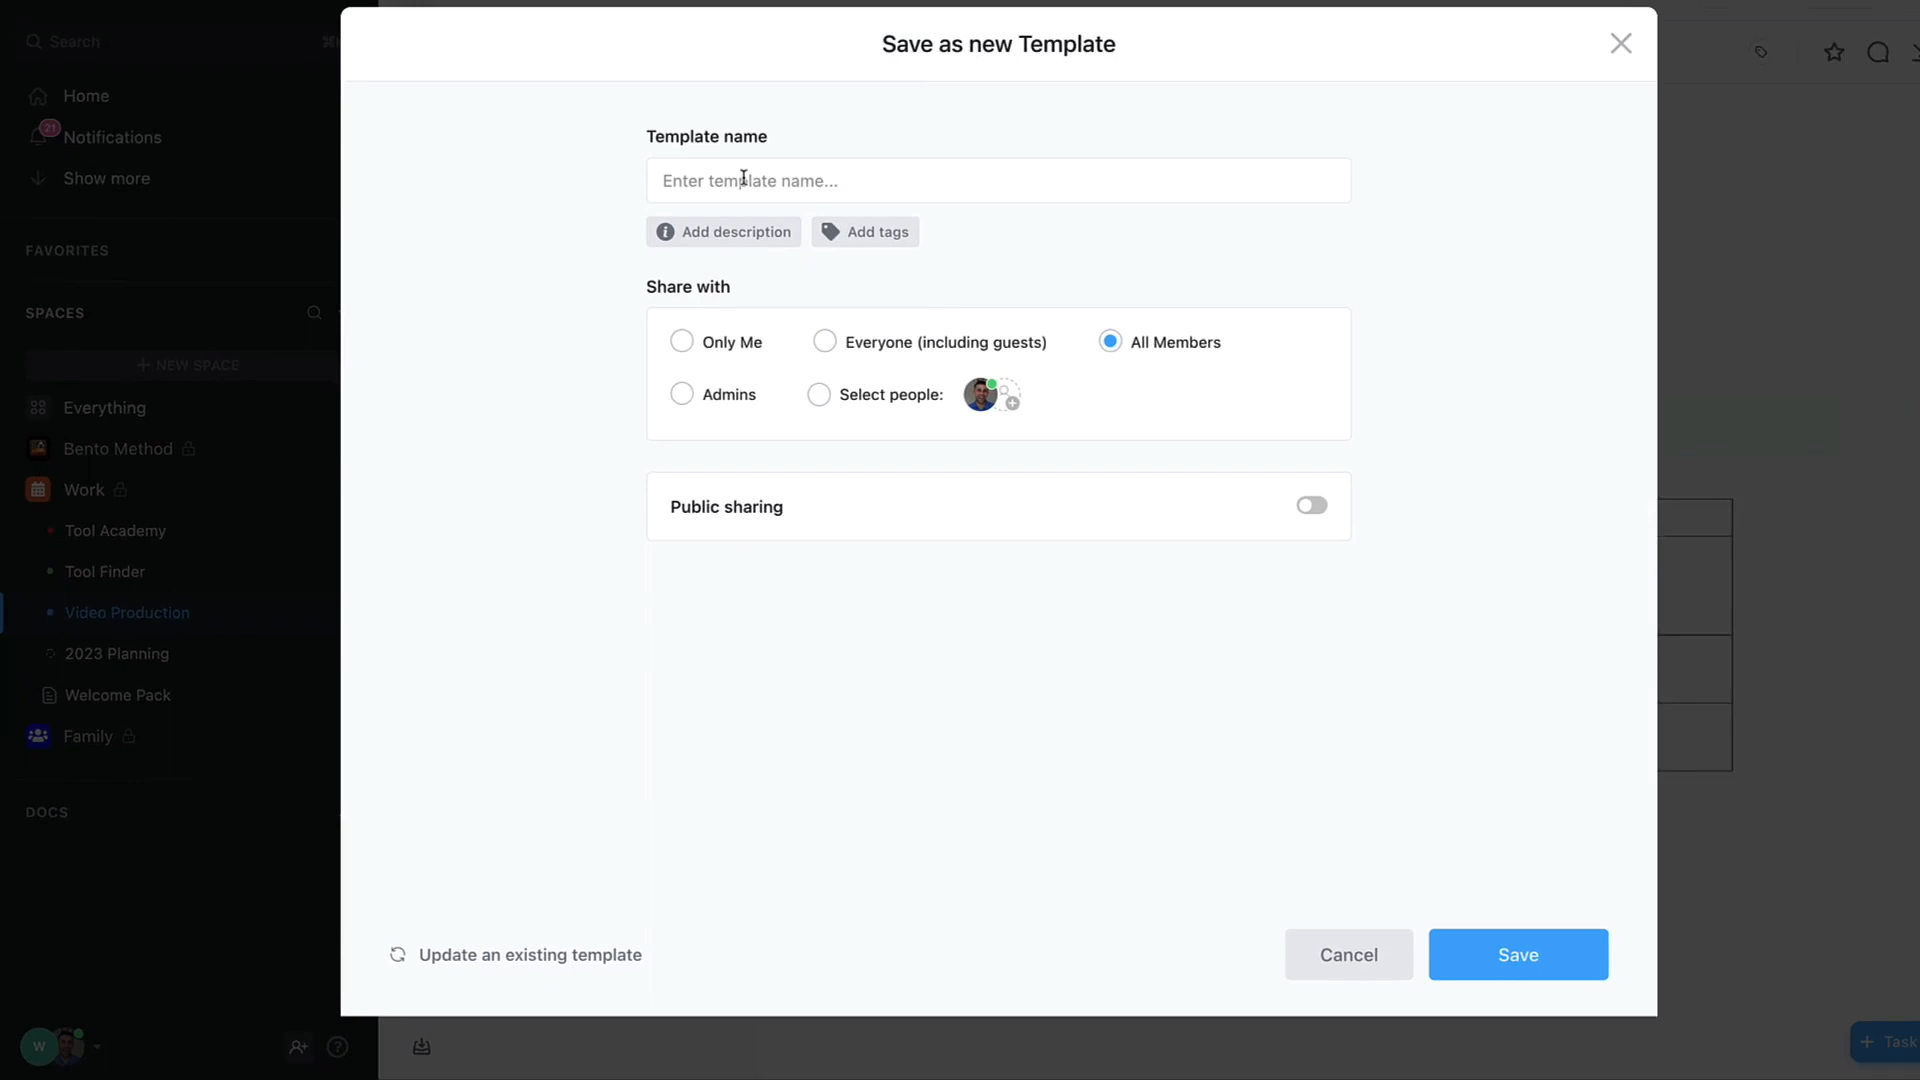 Search
Home
21
Notifications
Show more
FAVORITES
SPACES
+ NEW SPACE
Everything
Bento Method
Work
Tool Academy
Tool Finder
Video Production
2023 Planning
Welcome Pack
Family
DOCS
W
Save as new Template
Template name
Enter template name...
Add description
Add tags
Share with
Only Me
Everyone (including guests)
All Members
Admins
Select people:
Public sharing
Update an existing template
Cancel
Save
+ Task